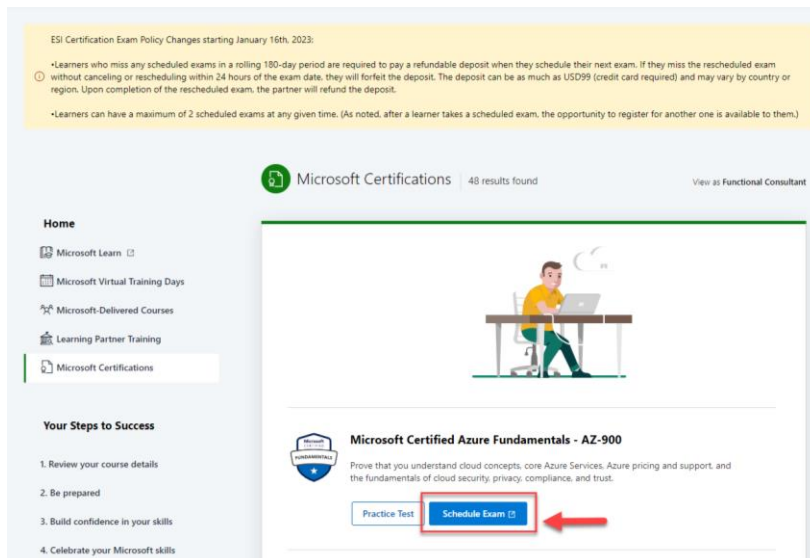 ESI Certification Exam Policy Changes starting January 16th, 2023:
•Learners who miss any scheduled exams in a rolling 180-day period are required to pay a refundable deposit when they schedule their next exam. If they miss the rescheduled exam
without canceling or rescheduling within 24 hours of the exam date, they will forfeit the deposit. The deposit can be as much as USD99 (credit card required) and may vary by country or
region. Upon completion of the rescheduled exam, the partner will refund the deposit.
•Learners can have a maximum of 2 scheduled exams at any given time. (As noted, after a learner takes a scheduled exam, the opportunity to register for another one is available to them.)
Microsoft Certifications
48 results found
View as Functional Consultant
Home
Microsoft Learn
Microsoft Virtual Training Days
Microsoft-Delivered Courses
Learning Partner Training
Microsoft Certifications
Your Steps to Success
1. Review your course details
2. Be prepared
3. Build confidence in your skills
4. Celebrate your Microsoft skills
Microsoft
CERTIFIED
FUNDAMENTALS
Microsoft Certified Azure Fundamentals - AZ-900
Prove that you understand cloud concepts, core Azure Services, Azure pricing and support, and
the fundamentals of cloud security, privacy, compliance, and trust.
Practice Test
Schedule Exam